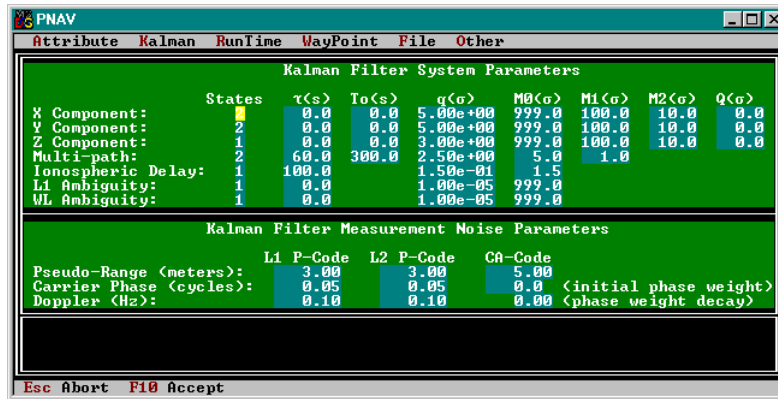 PNAV
Attribute Kalman RunTime WayPoint File Other
Kalman Filter System Parameters
States τ(s) To(s) q(σ) M0(σ) M1(σ) M2(σ) Q(σ)
X Component: 2 0.0 0.0 5.00e+00 999.0 100.0 10.0 0.0
Y Component: 2 0.0 0.0 5.00e+00 999.0 100.0 10.0 0.0
Z Component: 1 0.0 0.0 3.00e+00 999.0 100.0 10.0 0.0
Multi-path: 2 60.0 300.0 2.50e+00 5.0 1.0
Ionospheric Delay: 1 100.0 1.50e-01 1.5
L1 Ambiguity: 1 0.0 1.00e-05 999.0
WL Ambiguity: 1 0.0 1.00e-05 999.0
Kalman Filter Measurement Noise Parameters
L1 P-Code L2 P-Code CA-Code
Pseudo-Range (meters): 3.00 3.00 5.00
Carrier Phase (cycles): 0.05 0.05 0.0 (initial phase weight)
Doppler (Hz): 0.10 0.10 0.00 (phase weight decay)
Esc Abort F10 Accept